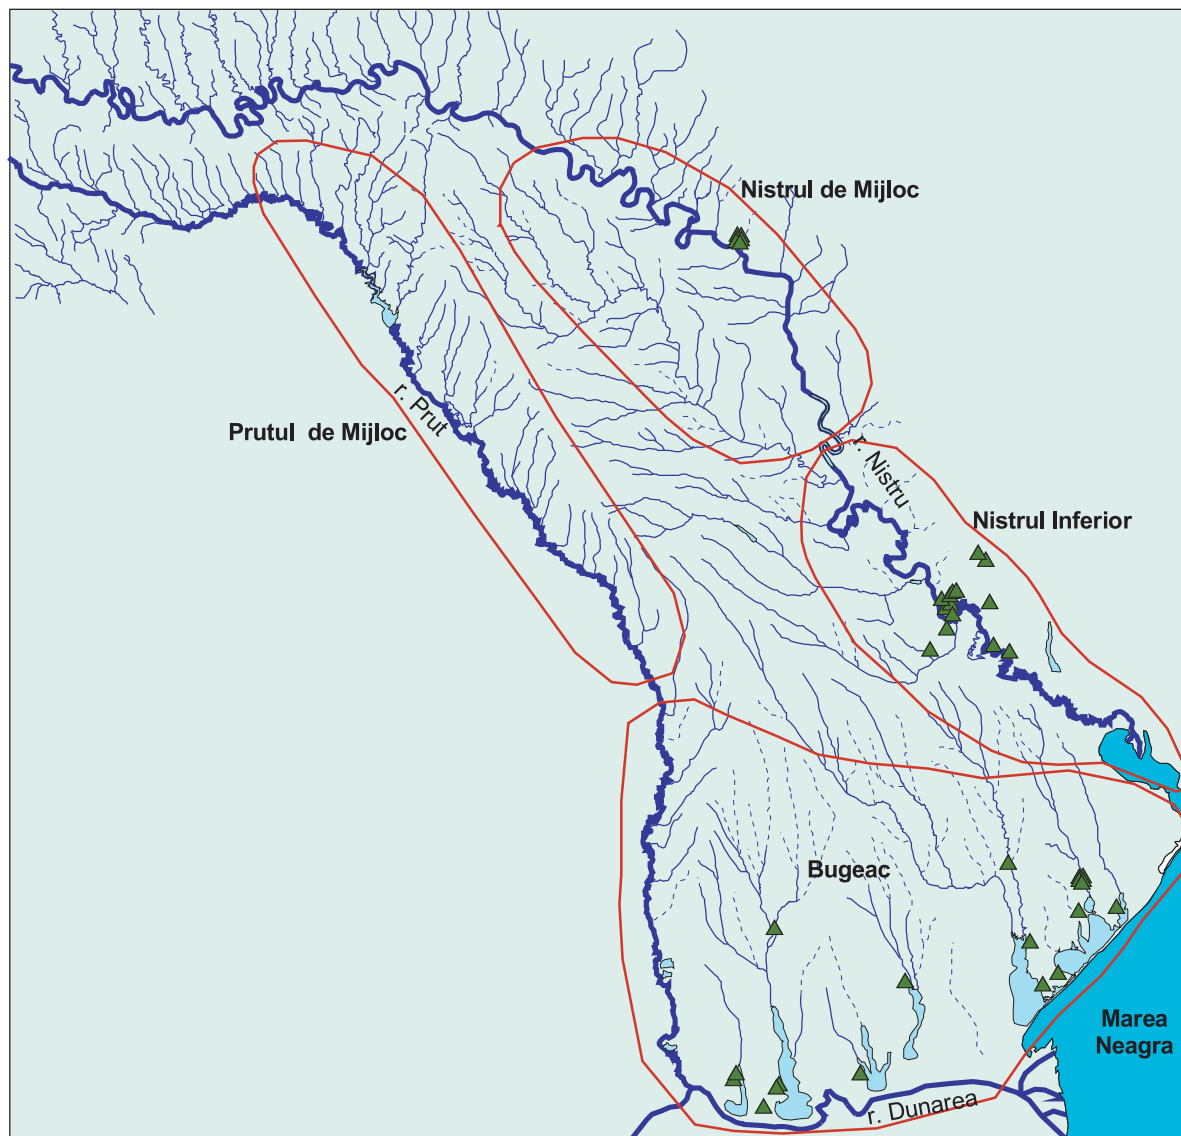 Nistrul de Mijloc
r. Prut
Prutul de Mijloc
r. Nistru
Nistrul Inferior
Bugeac
Marea
Neagra
r. Dunarea